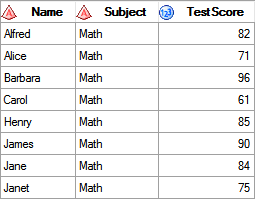 Name Subject TestScore
Alfred Math 82
Alice Math 71
Barbara Math 96
Carol Math 61
Henry Math 85
James Math 90
Jane Math 84
Janet Math 75